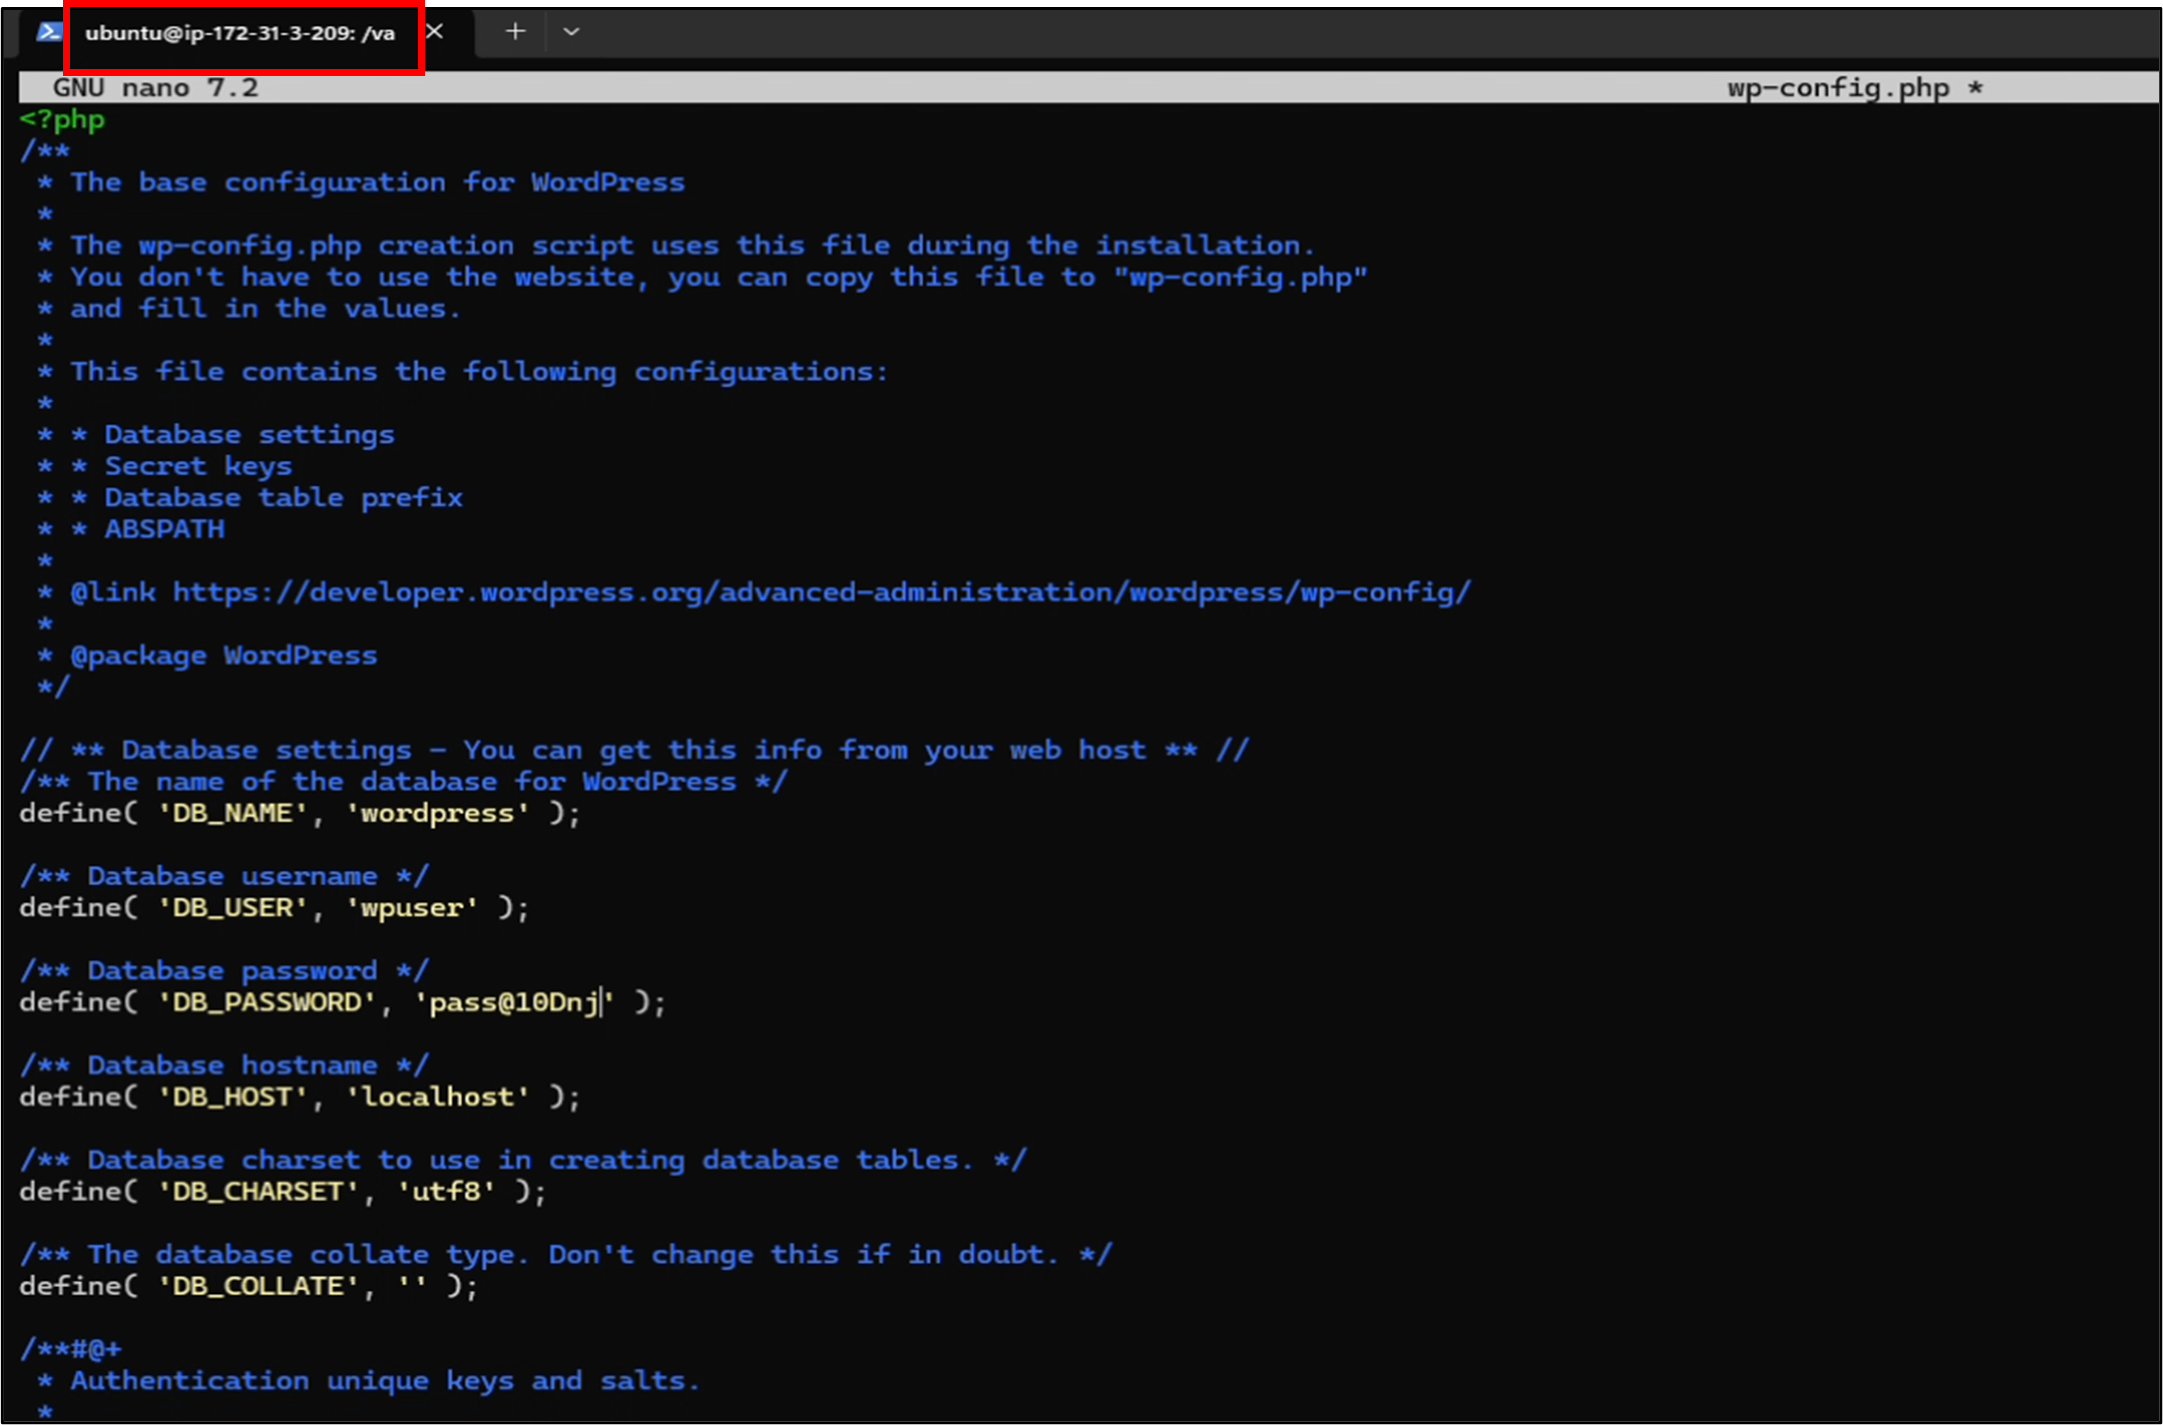 ubuntu@ip-172-31-3-209: /va
GNU nano 7.2 wp-config.php *
<?php
/**
 * The base configuration for WordPress
 *
 * The wp-config.php creation script uses this file during the installation.
 * You don't have to use the website, you can copy this file to "wp-config.php"
 * and fill in the values.
 *
 * This file contains the following configurations:
 *
 * * Database settings
 * * Secret keys
 * * Database table prefix
 * * ABSPATH
 *
 * @link https://developer.wordpress.org/advanced-administration/wordpress/wp-config/
 *
 * @package WordPress
 */
// ** Database settings - You can get this info from your web host ** //
/** The name of the database for WordPress */
define( 'DB_NAME', 'wordpress' );
/** Database username */
define( 'DB_USER', 'wpuser' );
/** Database password */
define( 'DB_PASSWORD', 'pass@10Dnj' );
/** Database hostname */
define( 'DB_HOST', 'localhost' );
/** Database charset to use in creating database tables. */
define( 'DB_CHARSET', 'utf8' );
/** The database collate type. Don't change this if in doubt. */
define( 'DB_COLLATE', '' );
/**#@+
 * Authentication unique keys and salts.
 *